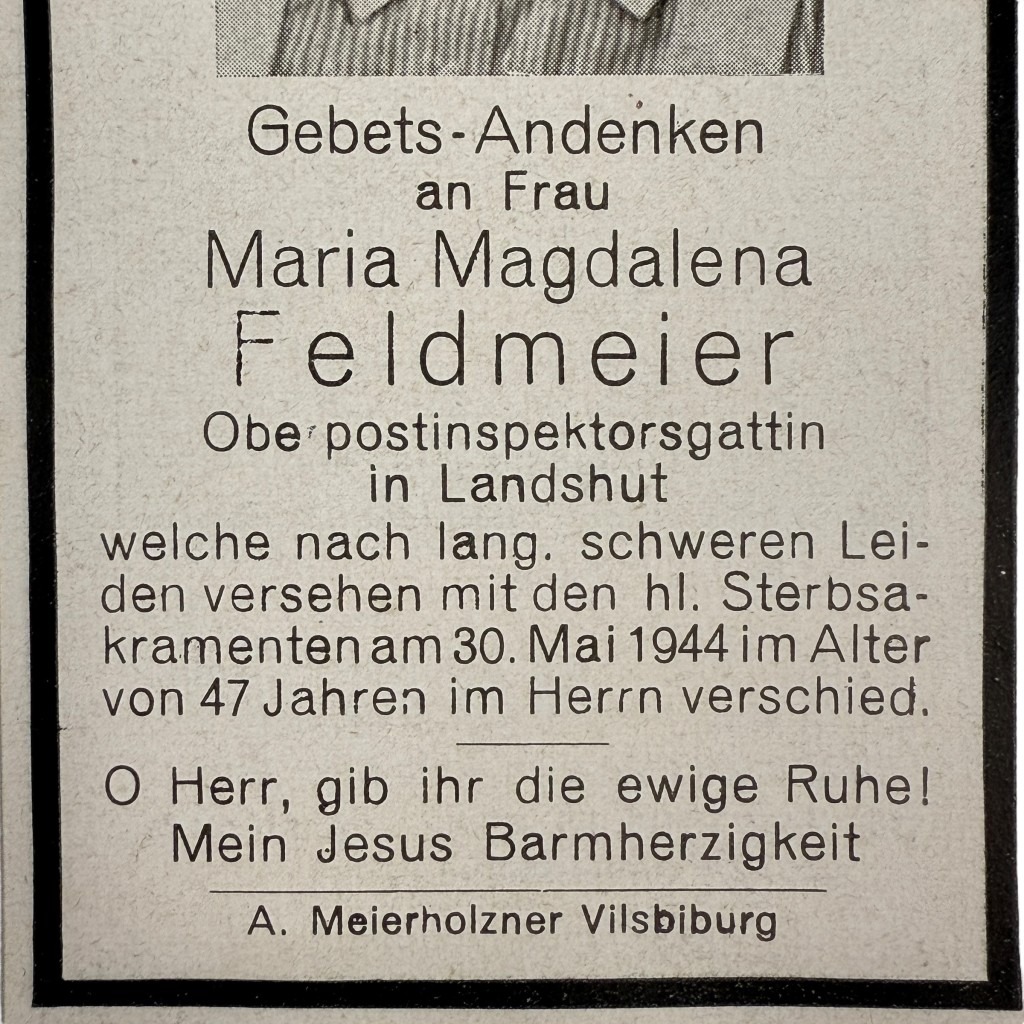 Gebets-Andenken
an Frau
Maria Magdalena
Feldmeier
Oberpostinspektorsgattin
in Landshut
welche nach lang. schweren Lei-
den versehen mit den hl. Sterbsa-
kramenten am 30. Mai 1944 im Alter
von 47 Jahren im Herrn verschied.
O Herr, gib ihr die ewige Ruhe!
Mein Jesus Barmherzigkeit
A. Meierholzner Vilsbiburg